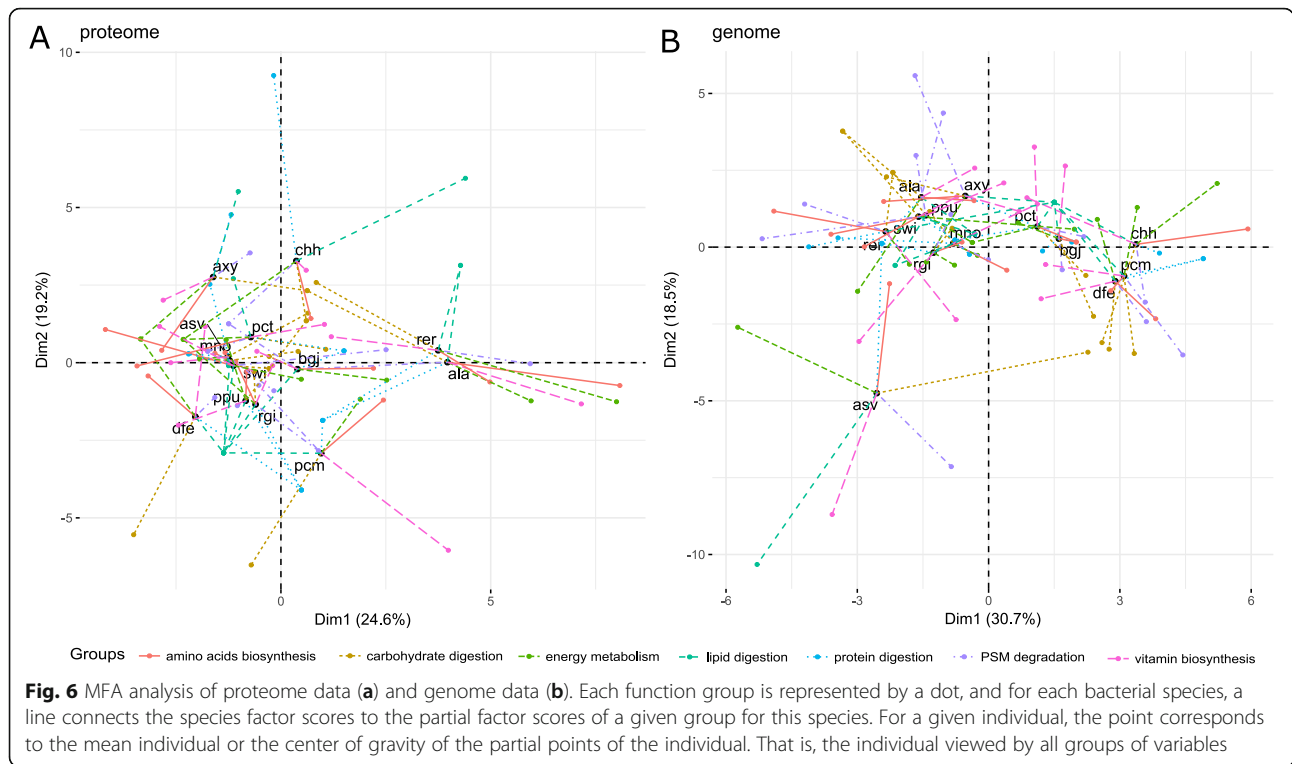 A
proteome
Dim2 (19.2%)
10
5
0
-5
axy
chh
asv
pct
mno
rer
bgj
ala
swi
ppu
rgi
dfe
pcm
0
5
Dim1 (24.6%)
B
genome
Dim2 (18.5%)
5
0
-5
-10
ala
axy
ppu
pct
swi
mno
chh
rer
bgj
rgi
pcm
dfe
asv
-6
-3
0
3
6
Dim1 (30.7%)
Groups amino acids biosynthesis carbohydrate digestion energy metabolism lipid digestion protein digestion PSM degradation vitamin biosynthesis
Fig. 6 MFA analysis of proteome data (a) and genome data (b). Each function group is represented by a dot, and for each bacterial species, a
line connects the species factor scores to the partial factor scores of a given group for this species. For a given individual, the point corresponds
to the mean individual or the center of gravity of the partial points of the individual. That is, the individual viewed by all groups of variables